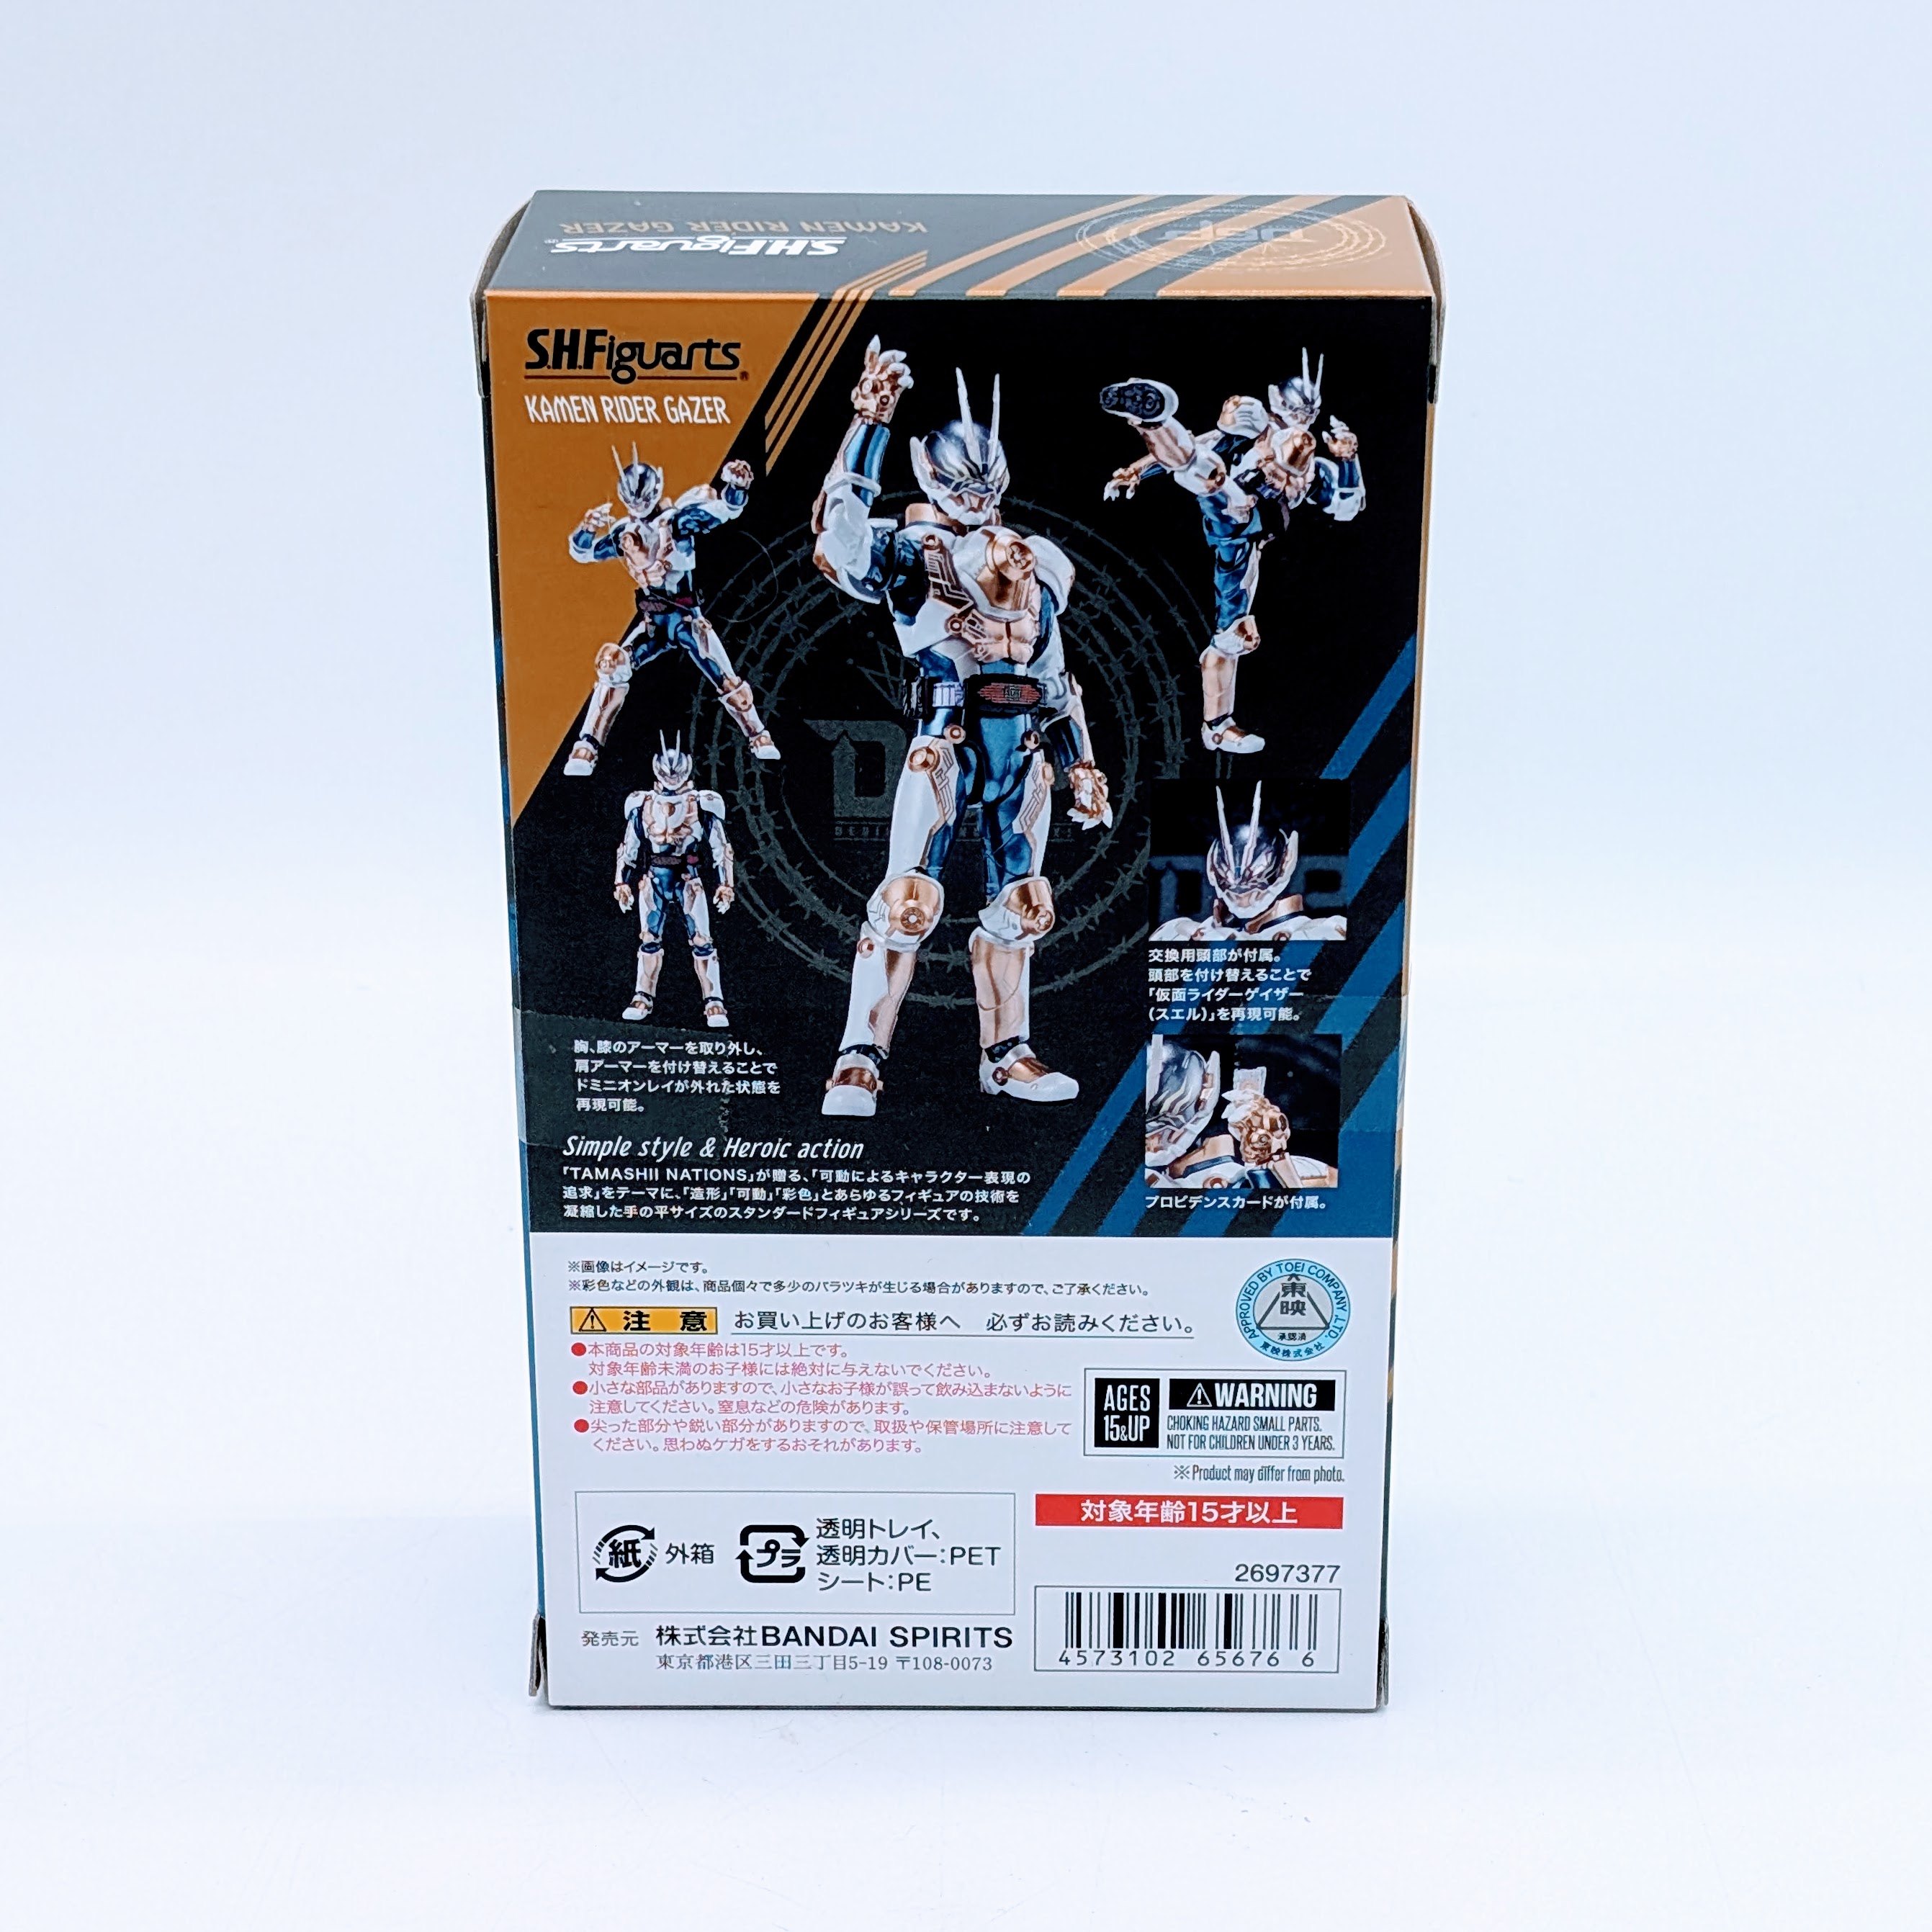 KAMEN RIDER GAZER
S.H.Figuarts
DGP
S.H.Figuarts®
KAMEN RIDER GAZER
交換用頭部が付属。
頭部を付け替えることで
「仮面ライダーゲイザー
(スエル)」を再現可能。
胸、膝のアーマーを取り外し、
肩アーマーを付け替えることで
ドミニオンレイが外れた状態を
再現可能。
プロビデンスカードが付属。
Simple style & Heroic action
「TAMASHII NATIONS」が贈る、「可動によるキャラクター表現の
追求」をテーマに、「造形」「可動」「彩色」とあらゆるフィギュアの技術を
凝縮した手の平サイズのスタンダードフィギュアシリーズです。
※画像はイメージです。
※彩色などの外観は、商品個々で多少のバラツキが生じる場合がありますので、ご了承ください。
APPROVED BY TOEI COMPANY, LTD.
東映
承認済
東映株式会社
注 意 お買い上げのお客様へ 必ずお読みください。
●本商品の対象年齢は15才以上です。
対象年齢未満のお子様には絶対に与えないでください。
●小さな部品がありますので、小さなお子様が誤って飲み込まないように
注意してください。窒息などの危険があります。
●尖った部分や鋭い部分がありますので、取扱や保管場所に注意して
ください。思わぬケガをするおそれがあります。
AGES
15&UP
WARNING
CHOKING HAZARD SMALL PARTS.
NOT FOR CHILDREN UNDER 3 YEARS.
※Product may differ from photo.
対象年齢15才以上
紙 外箱
プラ 透明トレイ、
透明カバー:PET
シート:PE
2697377
4573102 65676 6
発売元 株式会社BANDAI SPIRITS
東京都港区三田三丁目5-19 〒108-0073